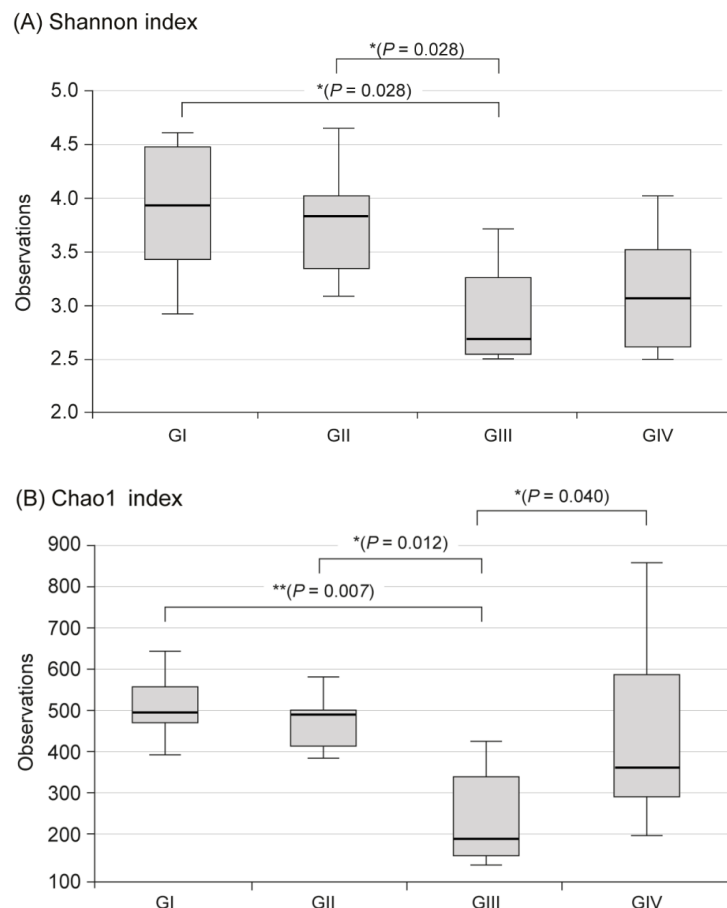 (A) Shannon index
*(P = 0.028)
*(P = 0.028)
Observations
5.0
4.5
4.0
3.5
3.0
2.5
2.0
GI GII GIII GIV
(B) Chao1 index
*(P = 0.040)
*(P = 0.012)
**(P = 0.007)
Observations
900
800
700
600
500
400
300
200
100
GI GII GIII GIV